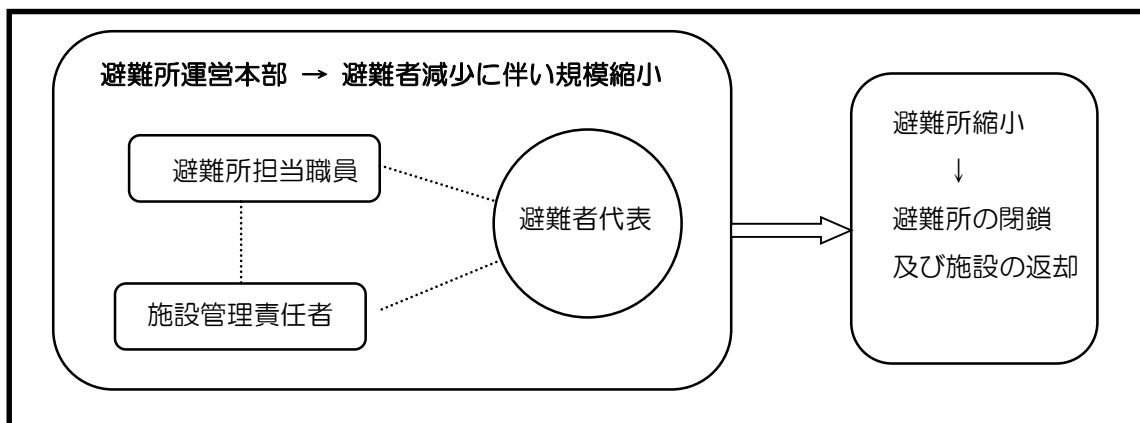 避難所運営本部 → 避難者減少に伴い規模縮小
避難所担当職員
避難者代表
施設管理責任者
避難所縮小
↓
避難所の閉鎖
及び施設の返却